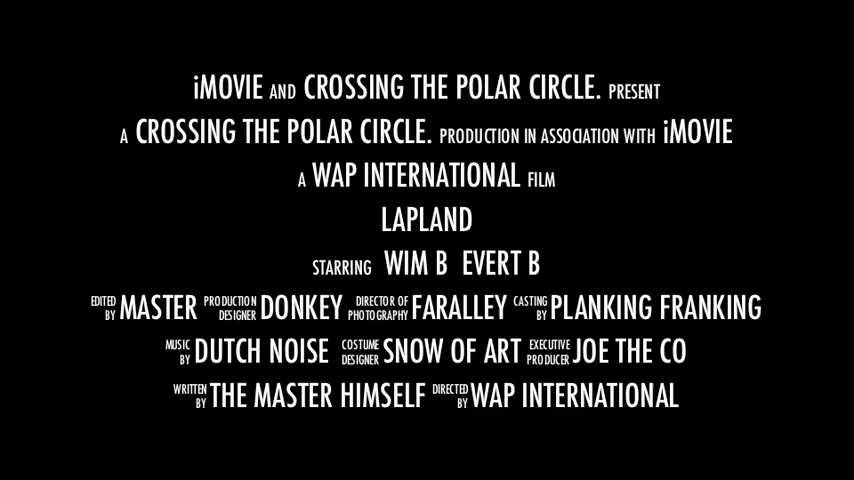 iMOVIE AND CROSSING THE POLAR CIRCLE. PRESENT
A CROSSING THE POLAR CIRCLE. PRODUCTION IN ASSOCIATION WITH iMOVIE
A WAP INTERNATIONAL FILM
LAPLAND
STARRING WIM B EVERT B
EDITED BY MASTER PRODUCTION DESIGNER DONKEY DIRECTOR OF PHOTOGRAPHY FARALLEY CASTING BY PLANKING FRANKING
MUSIC BY DUTCH NOISE COSTUME DESIGNER SNOW OF ART EXECUTIVE PRODUCER JOE THE CO
WRITTEN BY THE MASTER HIMSELF DIRECTED BY WAP INTERNATIONAL